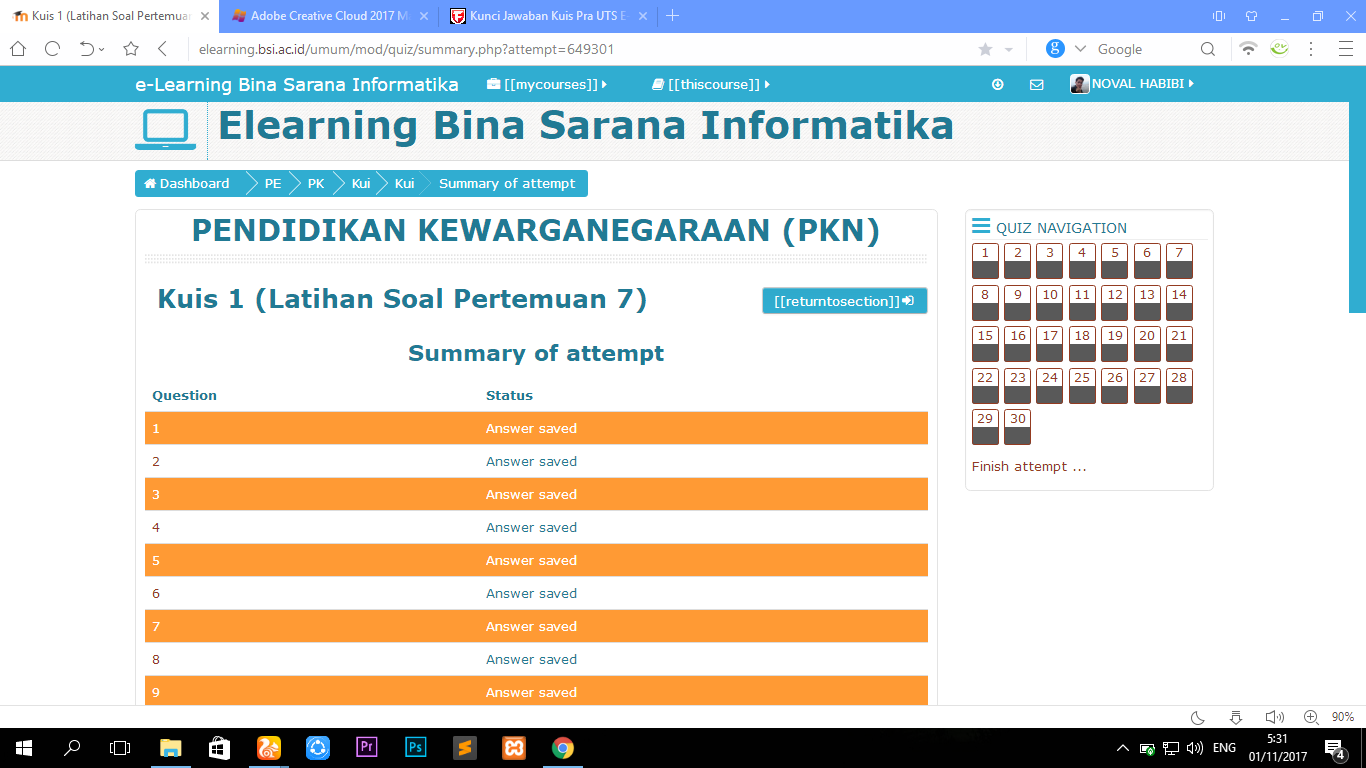 Kuis 1 (Latihan Soal Pertemuan
Adobe Creative Cloud 2017 M
Kunci Jawaban Kuis Pra UTS E
elearning.bsi.ac.id/umum/mod/quiz/summary.php?attempt=649301
Google
e-Learning Bina Sarana Informatika
[[mycourses]]
[[thiscourse]]
NOVAL HABIBI
Elearning Bina Sarana Informatika
Dashboard PE PK Kui Kui Summary of attempt
PENDIDIKAN KEWARGANEGARAAN (PKN)
Kuis 1 (Latihan Soal Pertemuan 7)
[[returntosection]]
Summary of attempt
Question Status
1 Answer saved
2 Answer saved
3 Answer saved
4 Answer saved
5 Answer saved
6 Answer saved
7 Answer saved
8 Answer saved
9 Answer saved
QUIZ NAVIGATION
1 2 3 4 5 6 7
8 9 10 11 12 13 14
15 16 17 18 19 20 21
22 23 24 25 26 27 28
29 30
Finish attempt ...
90%
Pr
Ps
ENG
5:31
01/11/2017
4